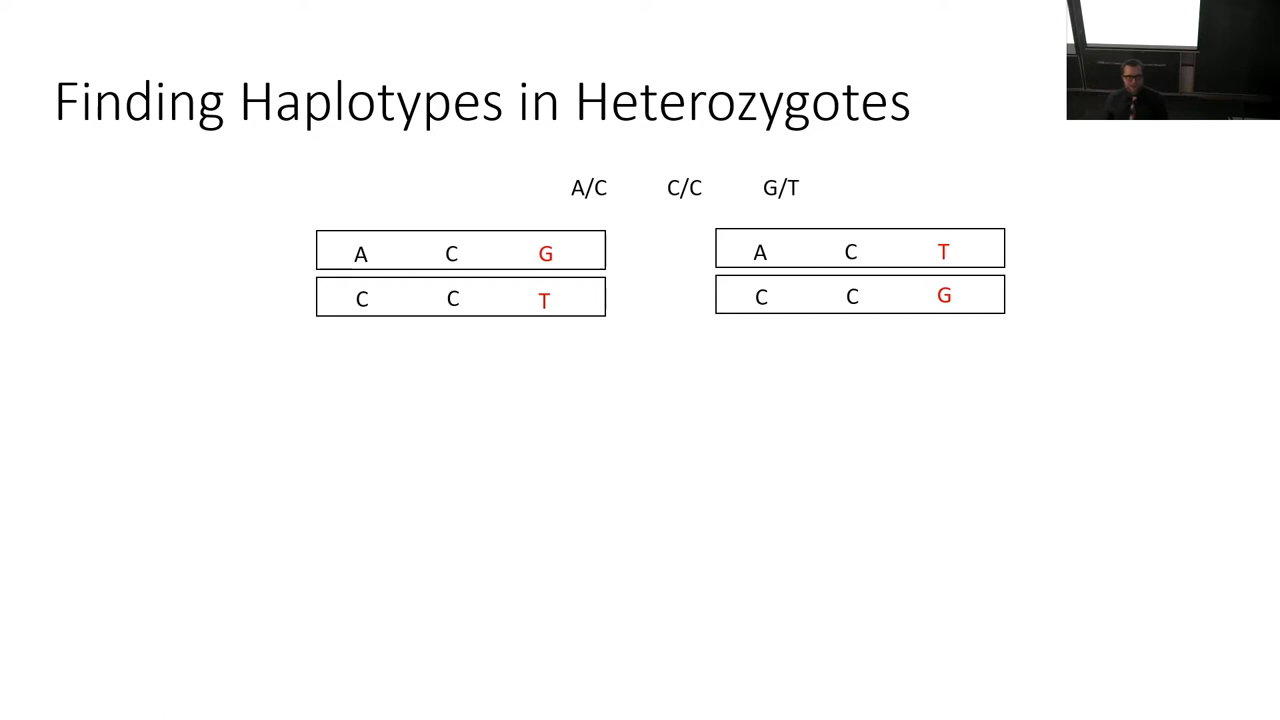 Finding Haplotypes in Heterozygotes
A/C C/C G/T
A C G
C C T
A C T
C C G